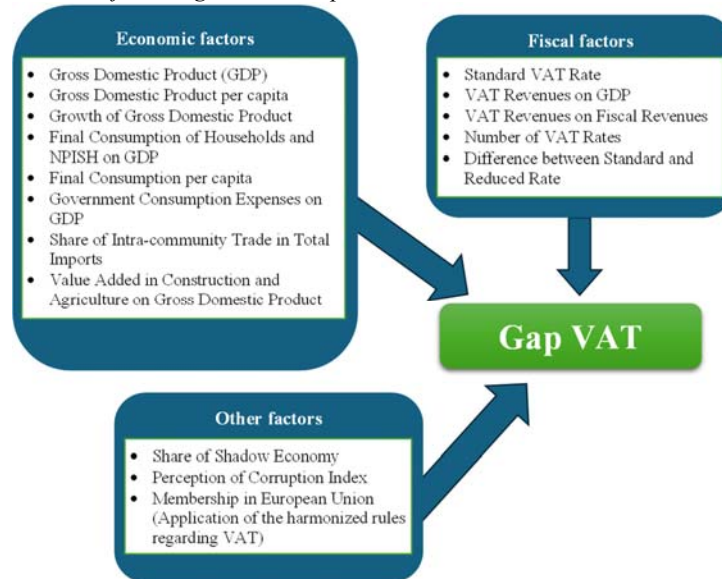 Economic factors
• Gross Domestic Product (GDP)
• Gross Domestic Product per capita
• Growth of Gross Domestic Product
• Final Consumption of Households and
NPISH on GDP
• Final Consumption per capita
• Government Consumption Expenses on
GDP
• Share of Intra-community Trade in Total
Imports
• Value Added in Construction and
Agriculture on Gross Domestic Product
Fiscal factors
• Standard VAT Rate
• VAT Revenues on GDP
• VAT Revenues on Fiscal Revenues
• Number of VAT Rates
• Difference between Standard and
Reduced Rate
Gap VAT
Other factors
• Share of Shadow Economy
• Perception of Corruption Index
• Membership in European Union
(Application of the harmonized rules
regarding VAT)